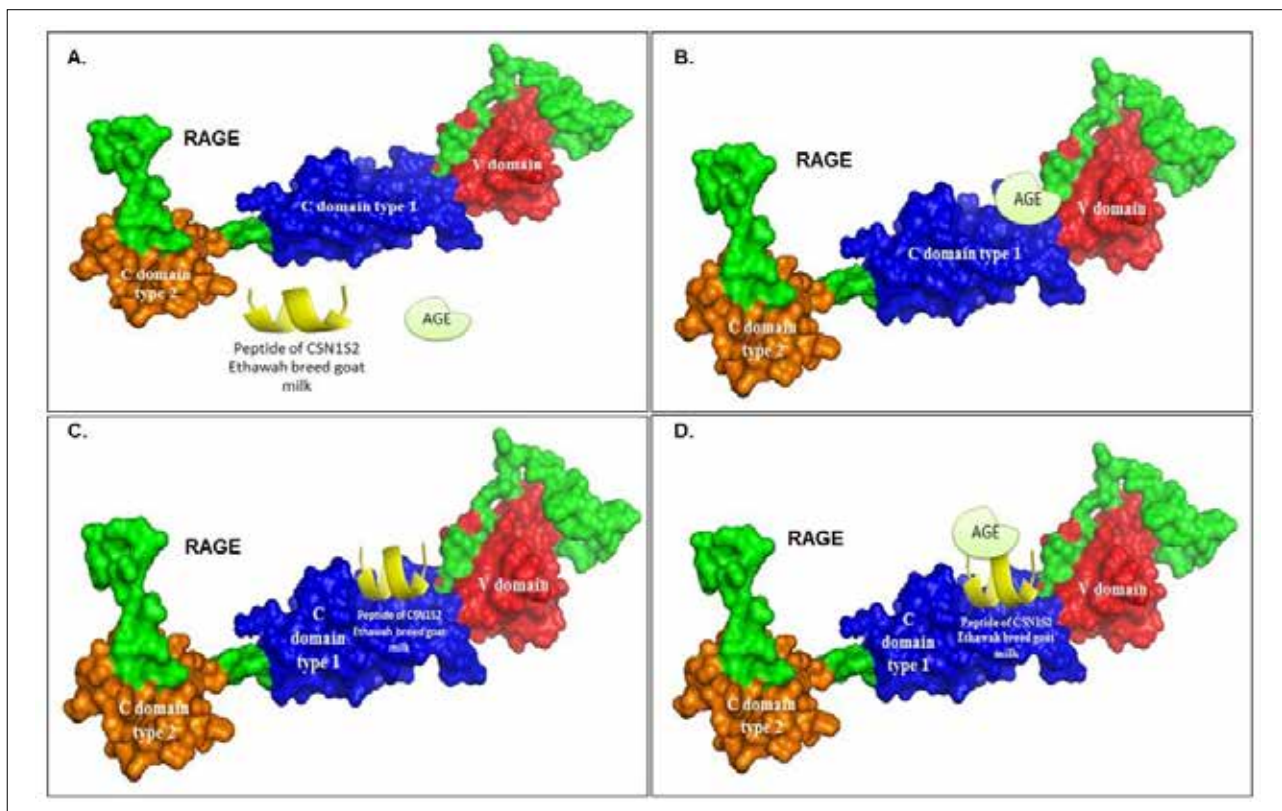 A.
RAGE
V domain
C domain type 1
C domain
type 2
AGE
Peptide of CSN1S2
Ethawah breed goat
milk
B.
RAGE
AGE
V domain
C domain type 1
C domain
type 2
C.
RAGE
V domain
C
domain
type 1
Peptide of CSN1S2
Ethawah breed goat
milk
C domain
type 2
D.
AGE
RAGE
V domain
C
domain
type 1
Peptide of CSN1S2
Ethawah breed goat
milk
C domain
type 2